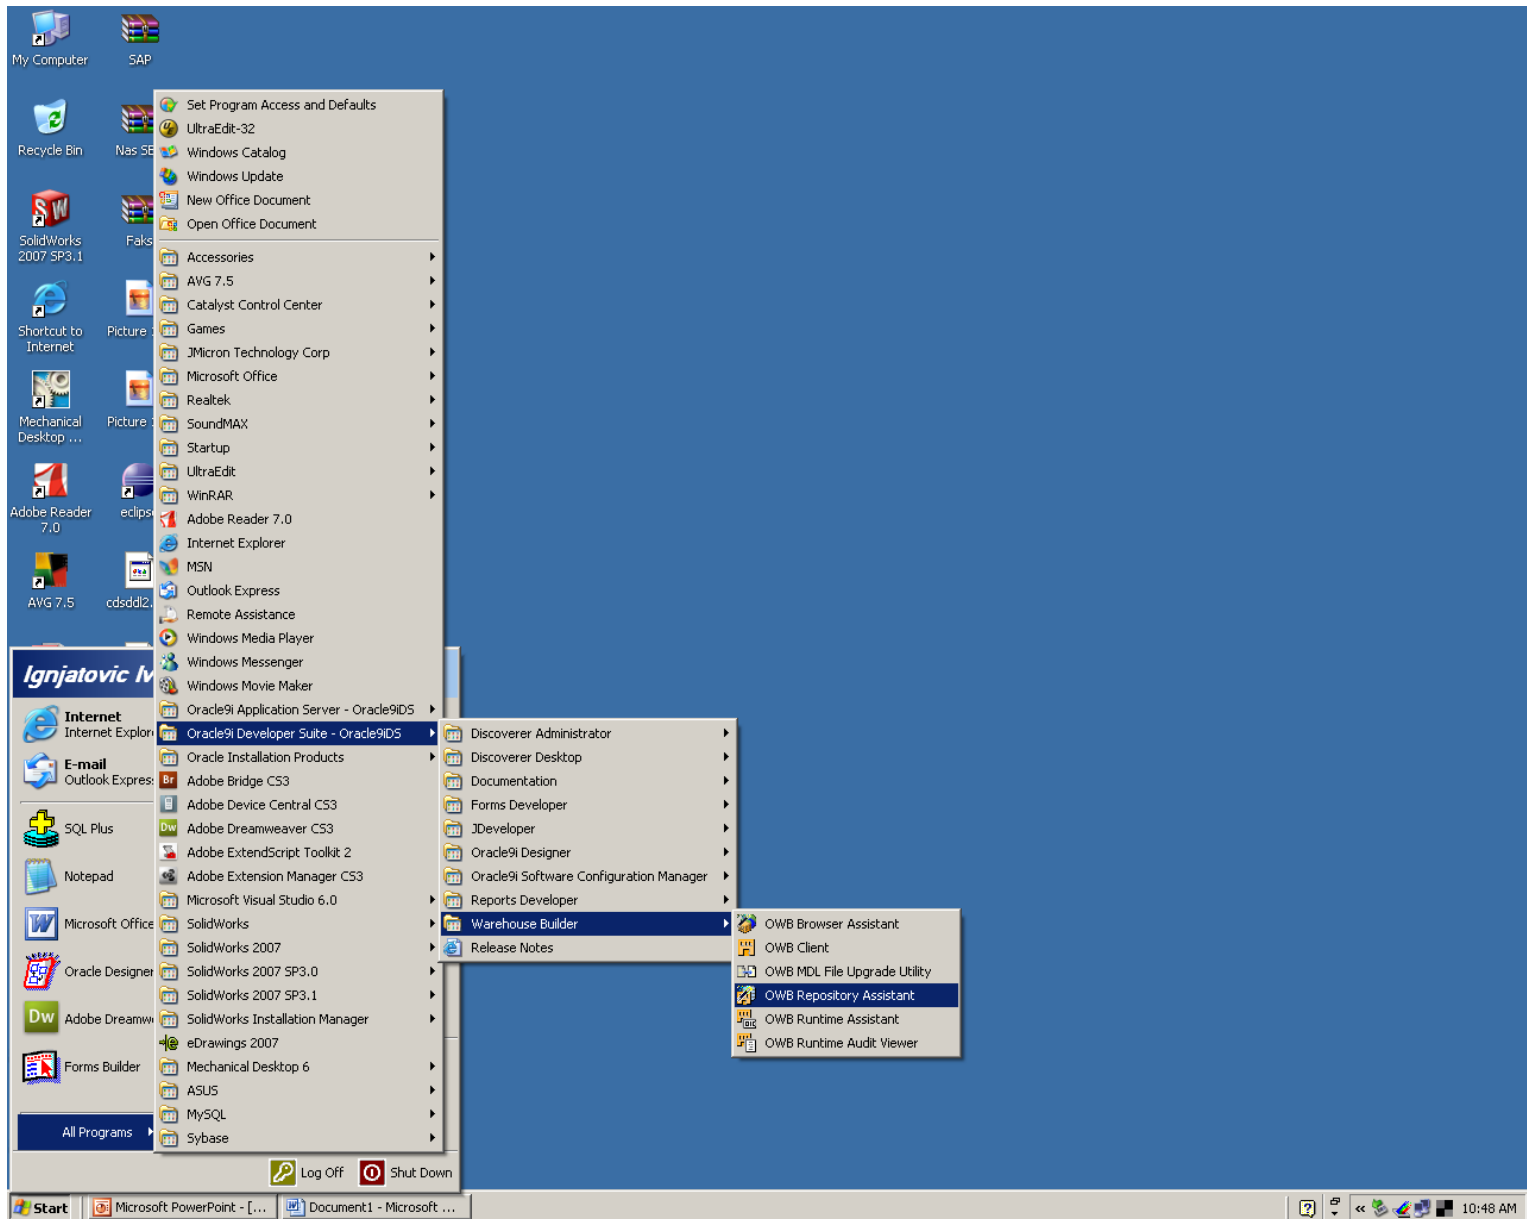 My Computer
SAP
Recycle Bin
Nas SE
SolidWorks
2007 SP3.1
Faks
Shortcut to
Internet
Picture
Mechanical
Desktop ...
Picture
Adobe Reader
7.0
eclips
AVG 7.5
cdsddl2.
Set Program Access and Defaults
UltraEdit-32
Windows Catalog
Windows Update
New Office Document
Open Office Document
Accessories
AVG 7.5
Catalyst Control Center
Games
JMicron Technology Corp
Microsoft Office
Realtek
SoundMAX
Startup
UltraEdit
WinRAR
Adobe Reader 7.0
Internet Explorer
MSN
Outlook Express
Remote Assistance
Windows Media Player
Windows Messenger
Windows Movie Maker
Oracle9i Application Server - Oracle9iDS
Oracle9i Developer Suite - Oracle9iDS
Oracle Installation Products
Adobe Bridge CS3
Adobe Device Central CS3
Adobe Dreamweaver CS3
Adobe ExtendScript Toolkit 2
Adobe Extension Manager CS3
Microsoft Visual Studio 6.0
SolidWorks
SolidWorks 2007
SolidWorks 2007 SP3.0
SolidWorks 2007 SP3.1
SolidWorks Installation Manager
eDrawings 2007
Mechanical Desktop 6
ASUS
MySQL
Sybase
Discoverer Administrator
Discoverer Desktop
Documentation
Forms Developer
JDeveloper
Oracle9i Designer
Oracle9i Software Configuration Manager
Reports Developer
Warehouse Builder
Release Notes
OWB Browser Assistant
OWB Client
OWB MDL File Upgrade Utility
OWB Repository Assistant
OWB Runtime Assistant
OWB Runtime Audit Viewer
Ignjatovic Iv
Internet
Internet Explor
E-mail
Outlook Expres
SQL Plus
Notepad
Microsoft Office
Oracle Designer
Adobe Dreamw
Forms Builder
All Programs
Log Off
Shut Down
Start
Microsoft PowerPoint - [...
Document1 - Microsoft ...
10:48 AM